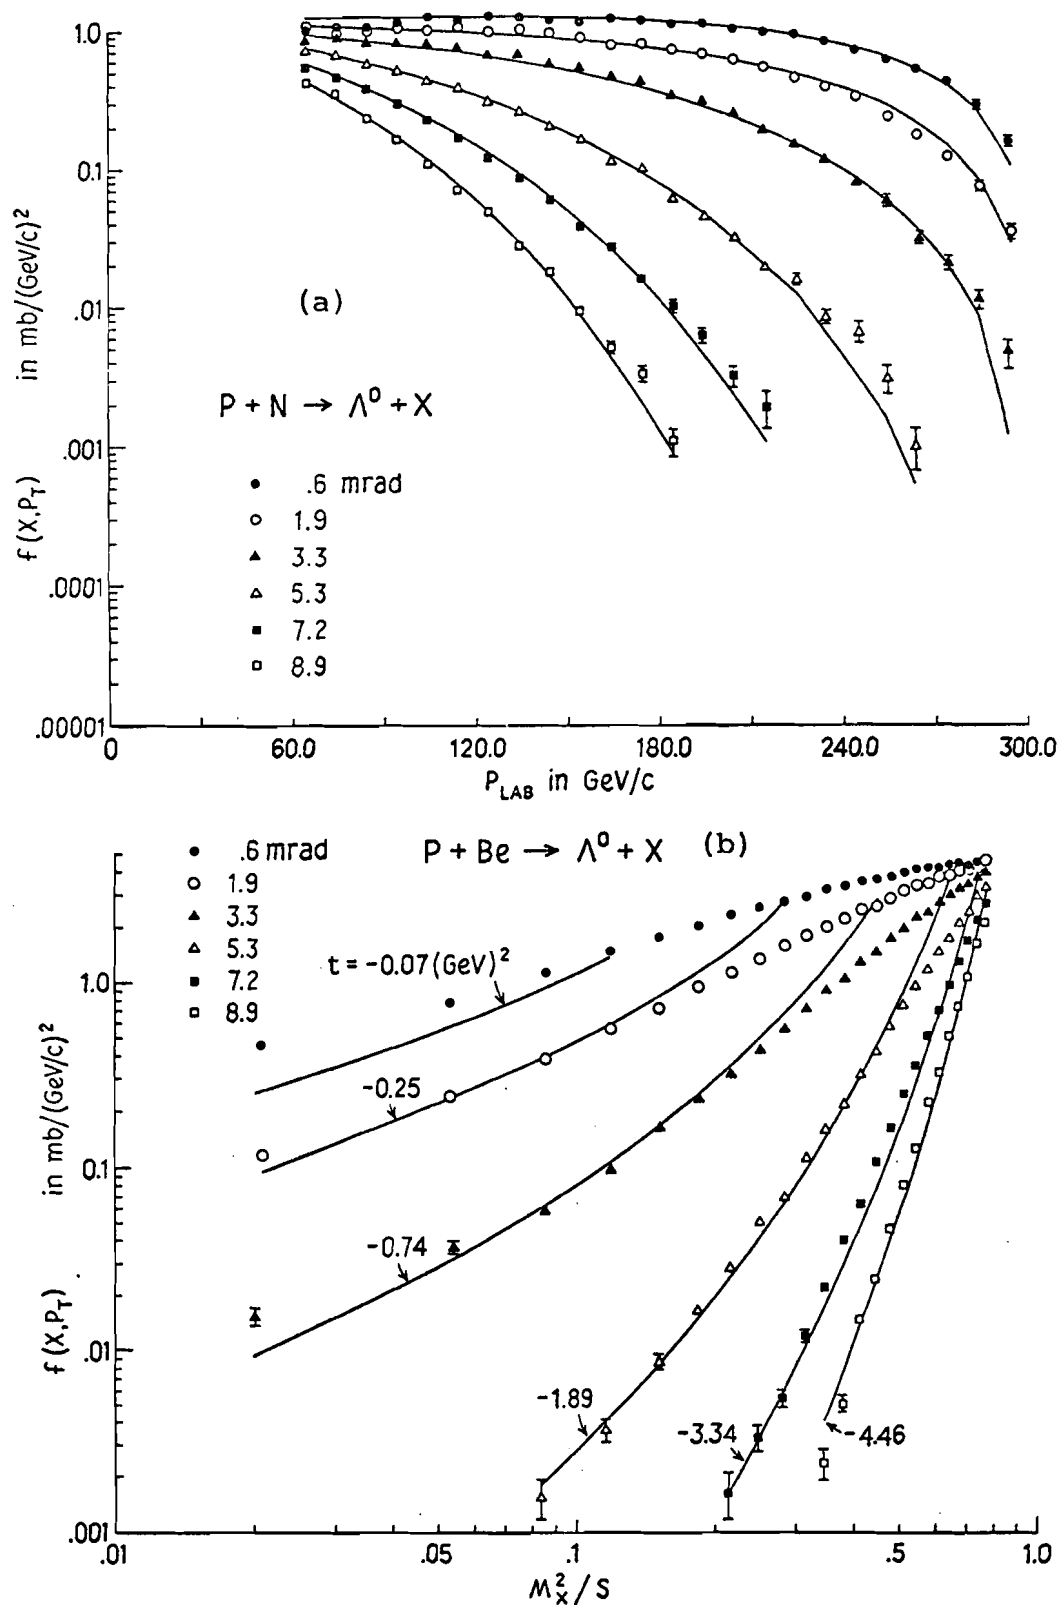 1.0
0.1
.01
.001
.0001
.00001
f(X,P_T) in mb/(GeV/c)²
(a)
P + N → Λ⁰ + X
.6 mrad
1.9
3.3
5.3
7.2
8.9
0 60.0 120.0 180.0 240.0 300.0
P_LAB in GeV/c
P + Be → Λ⁰ + X (b)
.6 mrad
1.9
3.3
5.3
7.2
8.9
1.0
0.1
.01
.001
f(X,P_T) in mb/(GeV/c)²
t = -0.07(GeV)²
-0.25
-0.74
-1.89
-3.34
-4.46
.01 .05 .1 .5 1.0
M_X²/S